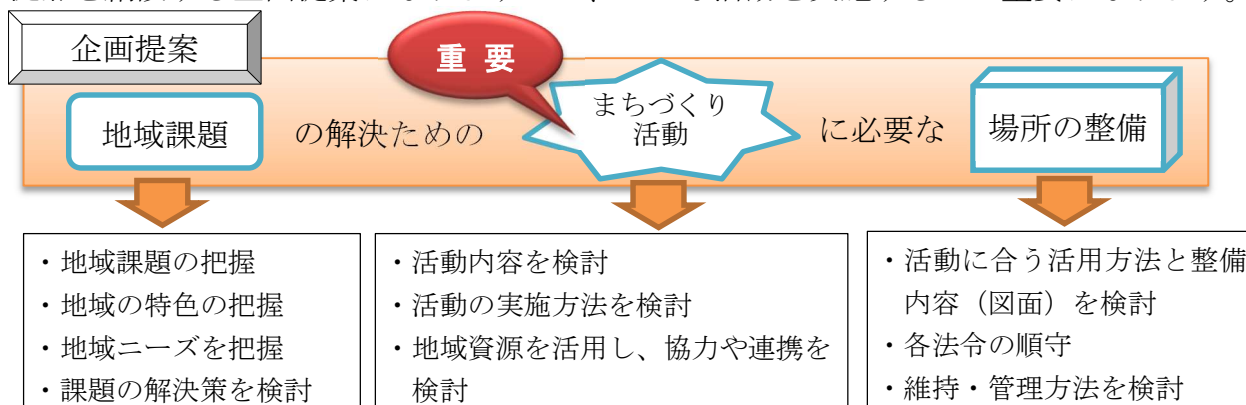 企画提案
重 要
地域課題
の解決ための
まちづくり
活動
に必要な
場所の整備
・地域課題の把握
・地域の特色の把握
・地域ニーズを把握
・課題の解決策を検討
・活動内容を検討
・活動の実施方法を検討
・地域資源を活用し、協力や連携を
検討
・活動に合う活用方法と整備
内容（図面）を検討
・各法令の順守
・維持・管理方法を検討